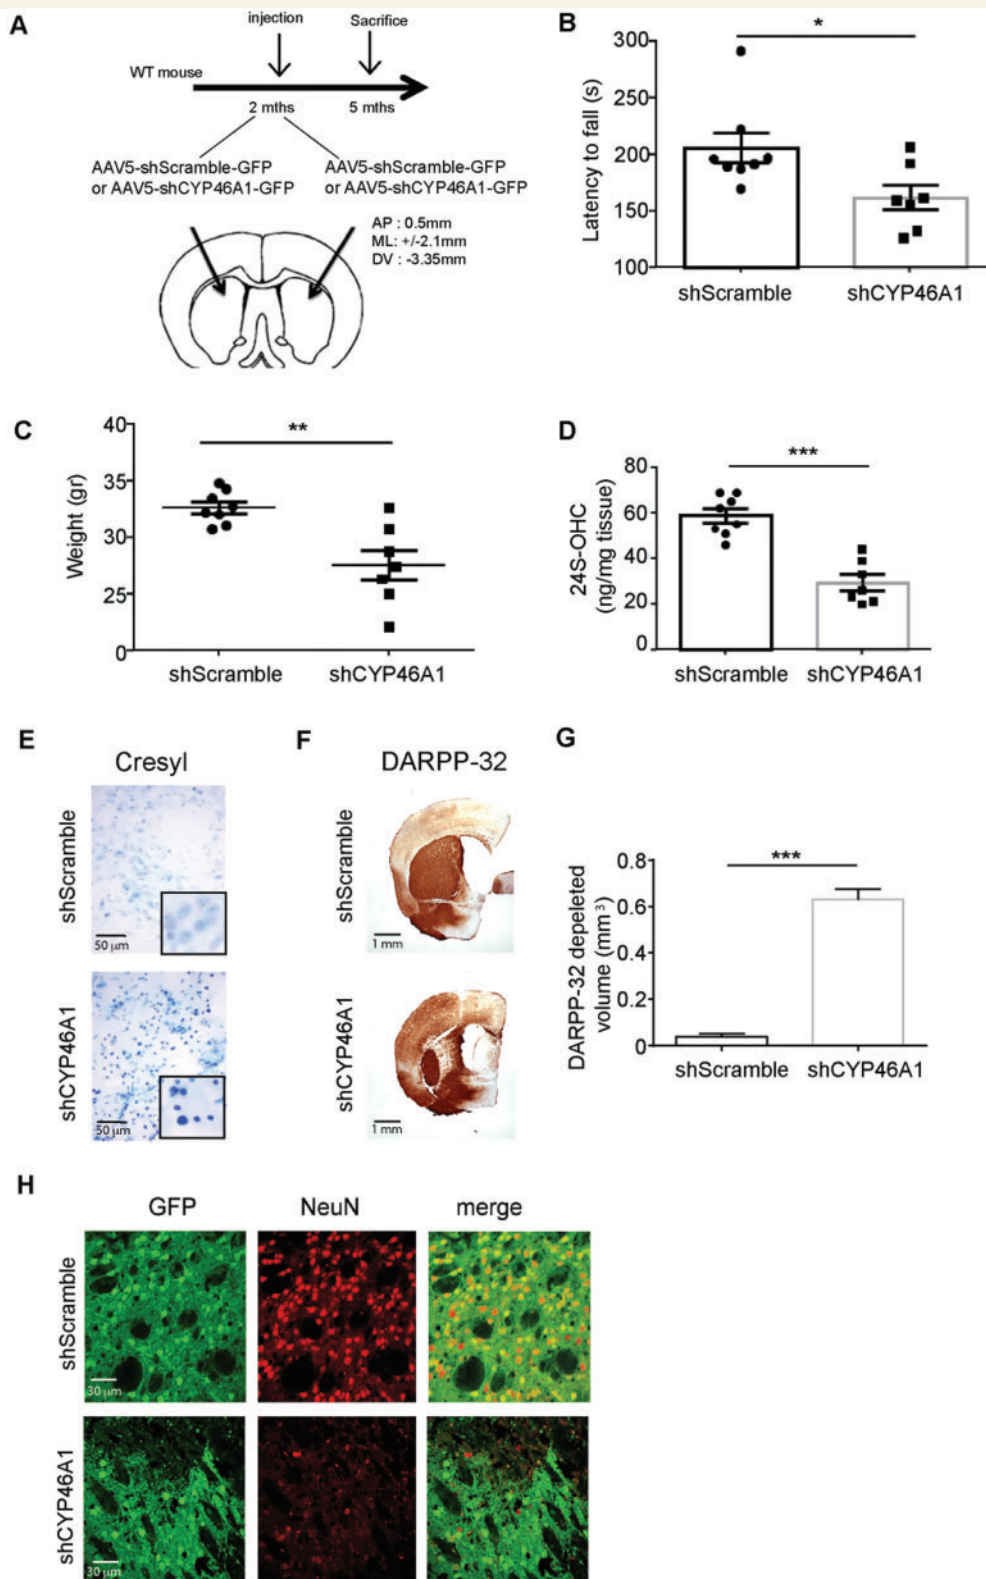 A
injection
Sacrifice
WT mouse
2 mths
5 mths
AAV5-shScramble-GFP
or AAV5-shCYP46A1-GFP
AAV5-shScramble-GFP
or AAV5-shCYP46A1-GFP
AP : 0.5mm
ML: +/-2.1mm
DV : -3.35mm
B
*
Latency to fall (s)
300
250
200
150
100
shScramble
shCYP46A1
C
**
Weight (gr)
40
35
30
25
0
shScramble
shCYP46A1
D
***
24S-OHC
(ng/mg tissue)
80
60
40
20
0
shScramble
shCYP46A1
E
Cresyl
shScramble
50 µm
shCYP46A1
50 µm
F
DARPP-32
shScramble
1 mm
shCYP46A1
1 mm
G
***
DARPP-32 depeleted
volume (mm³)
0.8
0.6
0.4
0.2
0
shScramble
shCYP46A1
H
GFP
NeuN
merge
shScramble
30 µm
shCYP46A1
30 µm